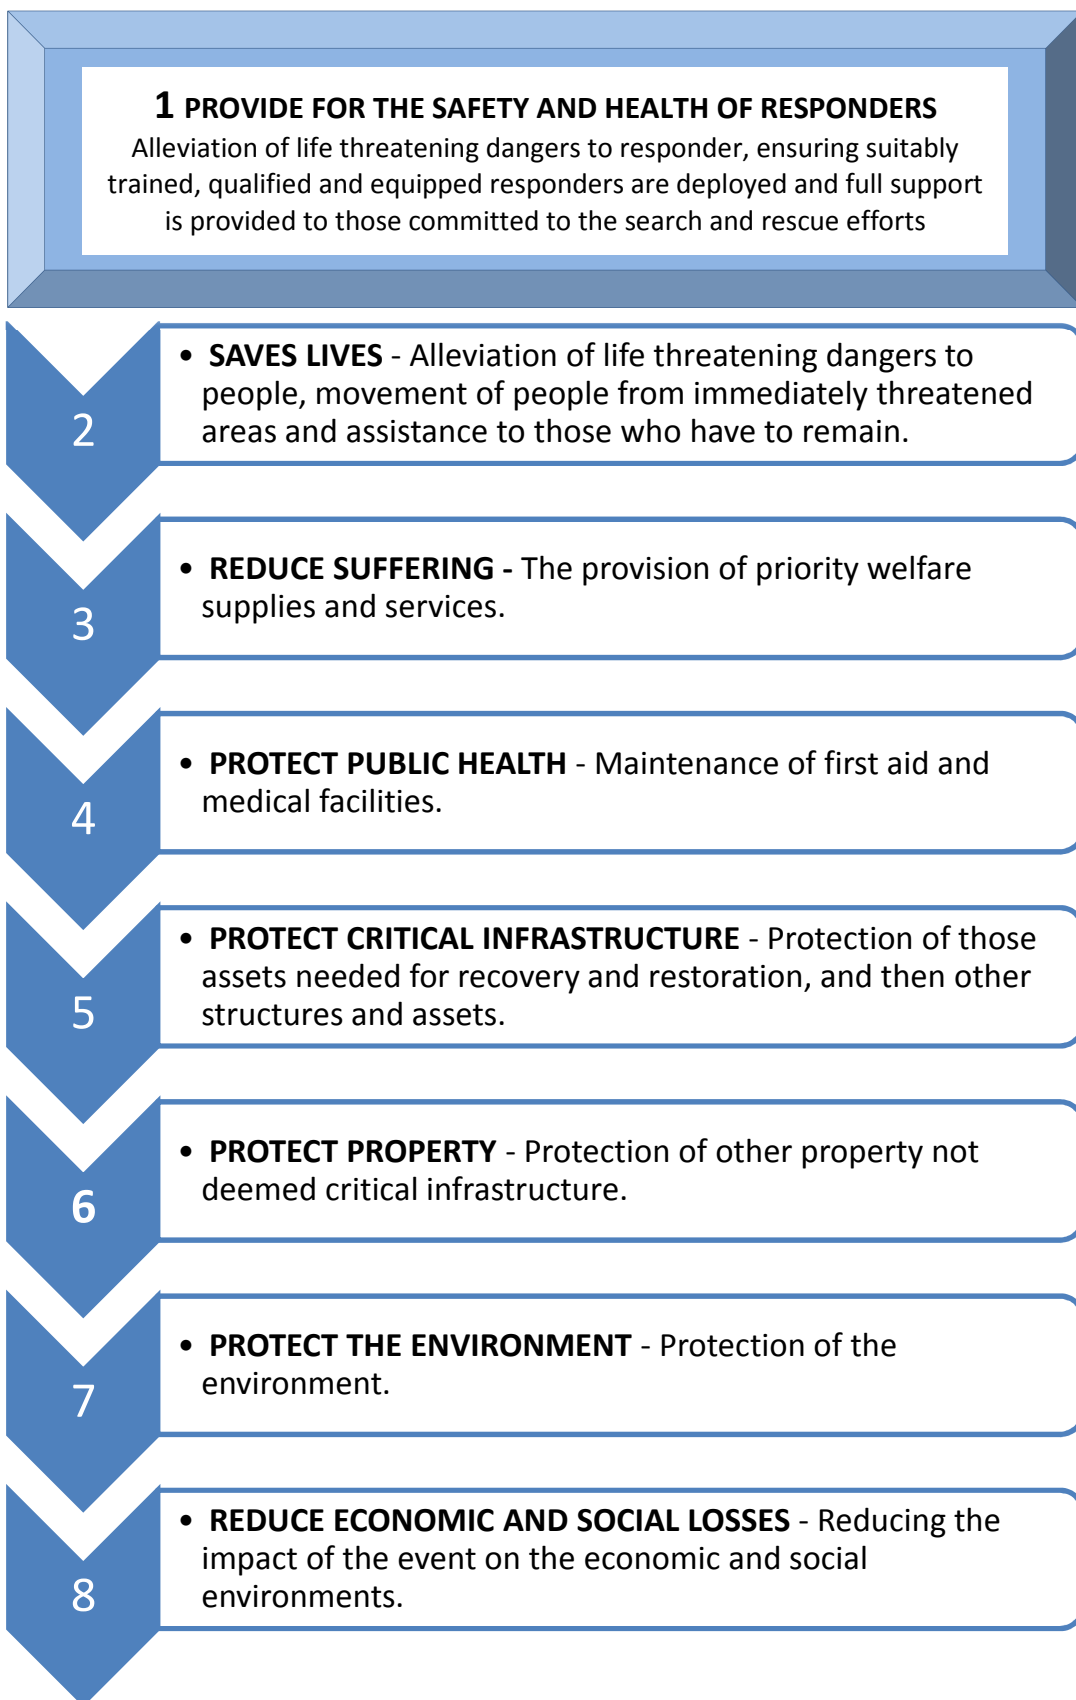 1 PROVIDE FOR THE SAFETY AND HEALTH OF RESPONDERS
Alleviation of life threatening dangers to responder, ensuring suitably
trained, qualified and equipped responders are deployed and full support
is provided to those committed to the search and rescue efforts
2
• SAVES LIVES - Alleviation of life threatening dangers to
people, movement of people from immediately threatened
areas and assistance to those who have to remain.
3
• REDUCE SUFFERING - The provision of priority welfare
supplies and services.
4
• PROTECT PUBLIC HEALTH - Maintenance of first aid and
medical facilities.
5
• PROTECT CRITICAL INFRASTRUCTURE - Protection of those
assets needed for recovery and restoration, and then other
structures and assets.
6
• PROTECT PROPERTY - Protection of other property not
deemed critical infrastructure.
7
• PROTECT THE ENVIRONMENT - Protection of the
environment.
8
• REDUCE ECONOMIC AND SOCIAL LOSSES - Reducing the
impact of the event on the economic and social
environments.